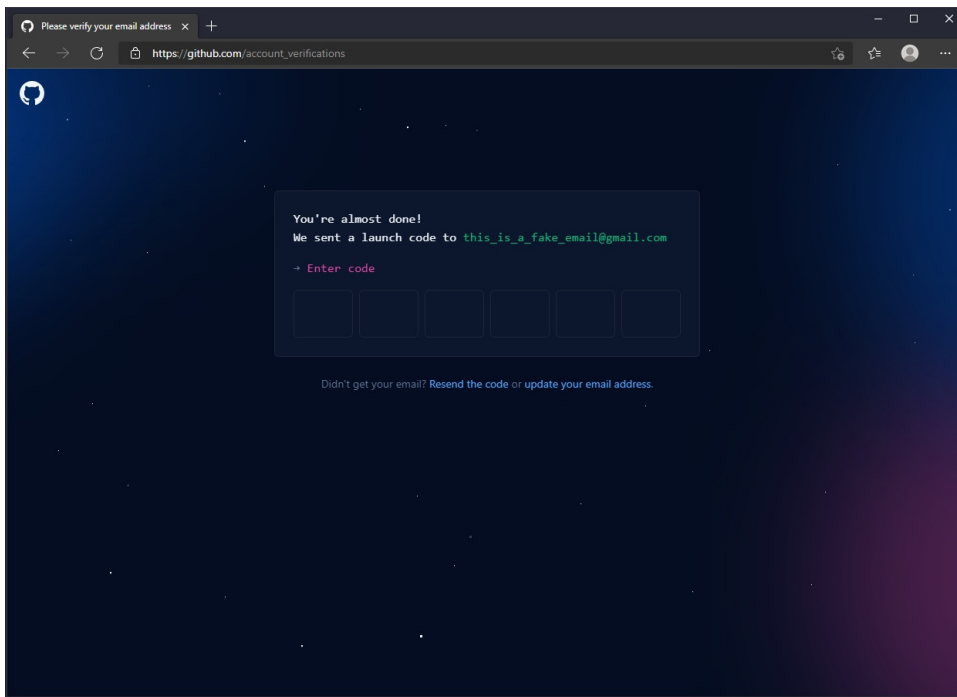 Please verify your email address
https://github.com/account_verifications
You're almost done!
We sent a launch code to this_is_a_fake_email@gmail.com
→ Enter code
Didn't get your email? Resend the code or update your email address.